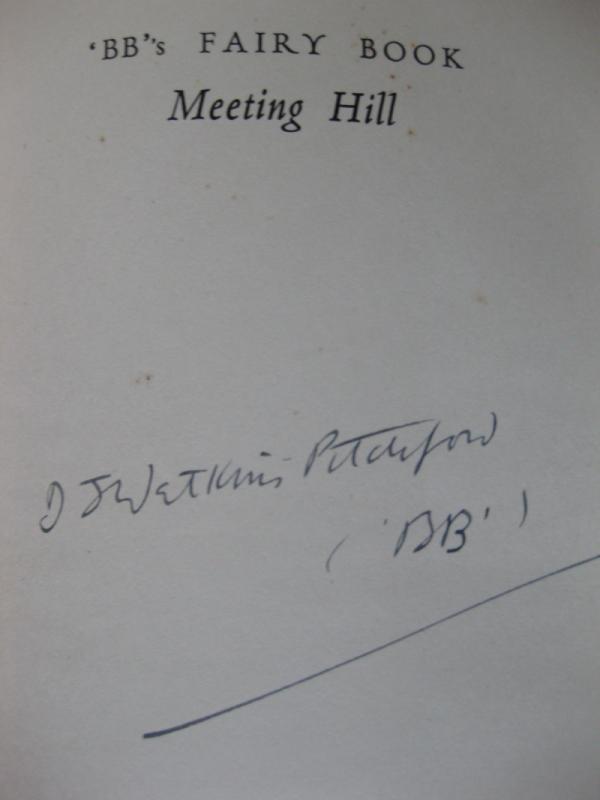 ‘BB’'s FAIRY BOOK
Meeting Hill
D J Watkins-Pitchford
('BB')